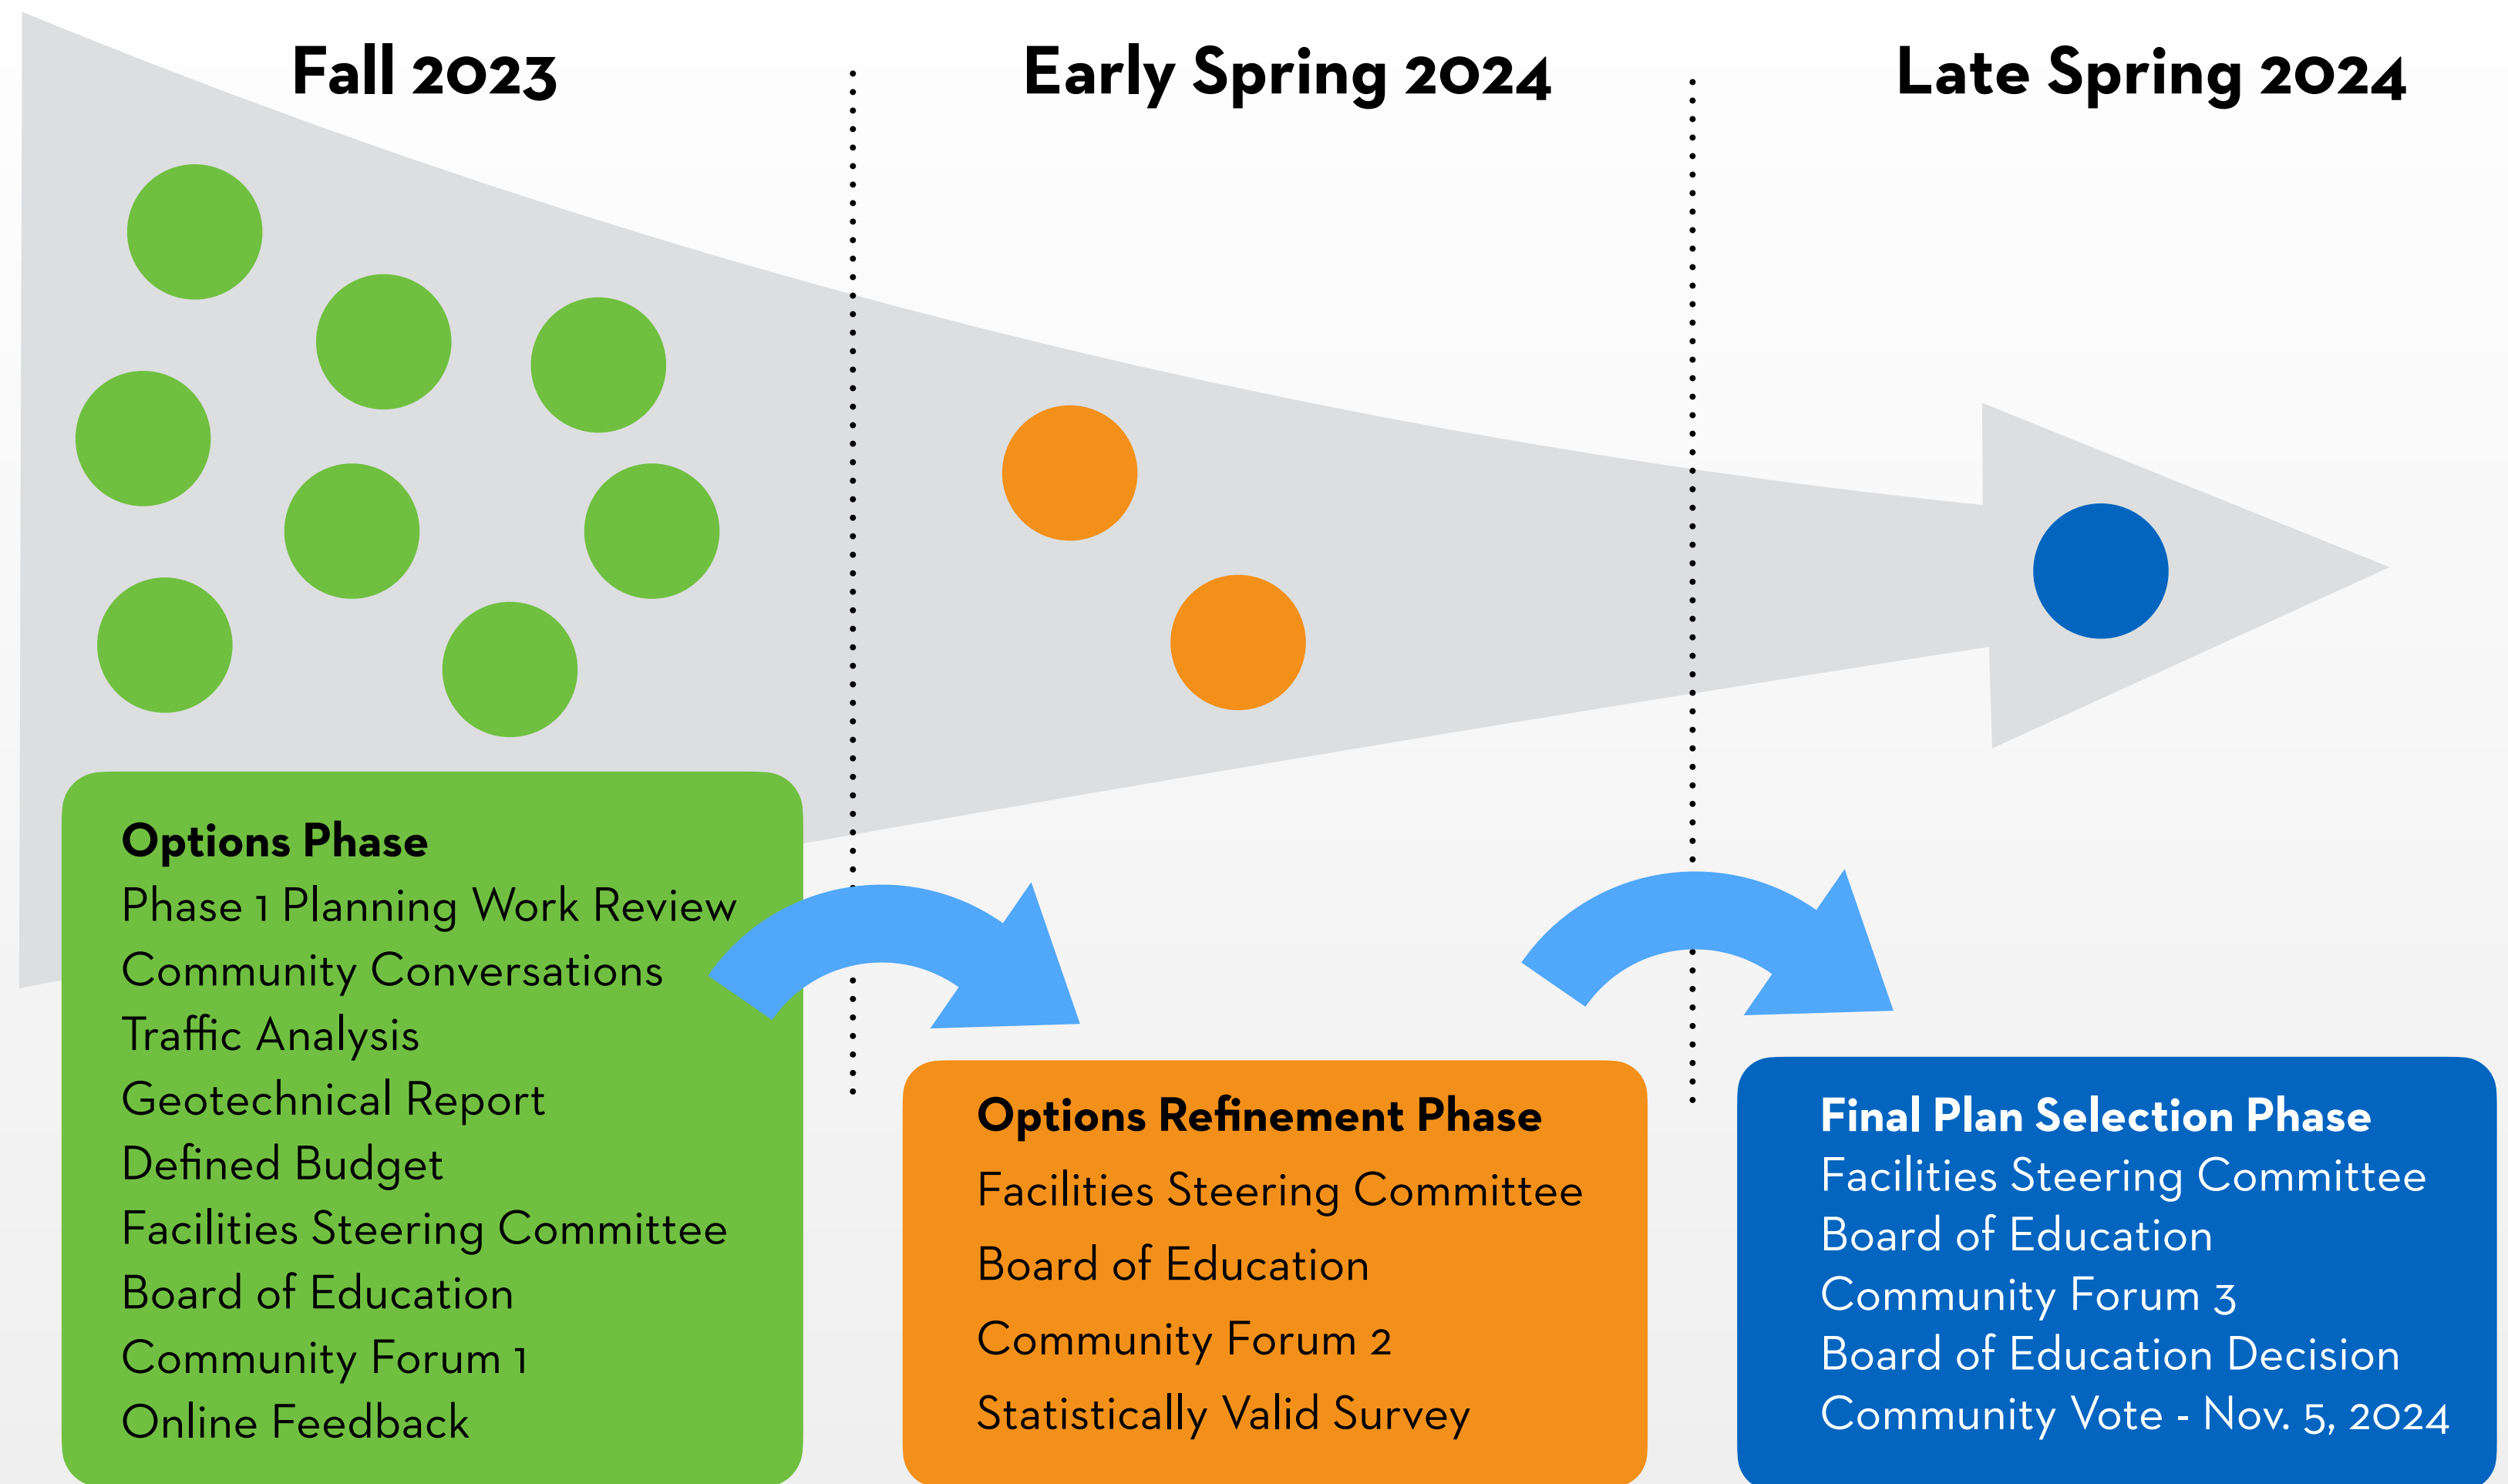 Fall 2023
Early Spring 2024
Late Spring 2024
Options Phase
Phase 1 Planning Work Review
Community Conversations
Traffic Analysis
Geotechnical Report
Defined Budget
Facilities Steering Committee
Board of Education
Community Forum 1
Online Feedback
Options Refinement Phase
Facilities Steering Committee
Board of Education
Community Forum 2
Statistically Valid Survey
Final Plan Selection Phase
Facilities Steering Committee
Board of Education
Community Forum 3
Board of Education Decision
Community Vote - Nov. 5, 2024